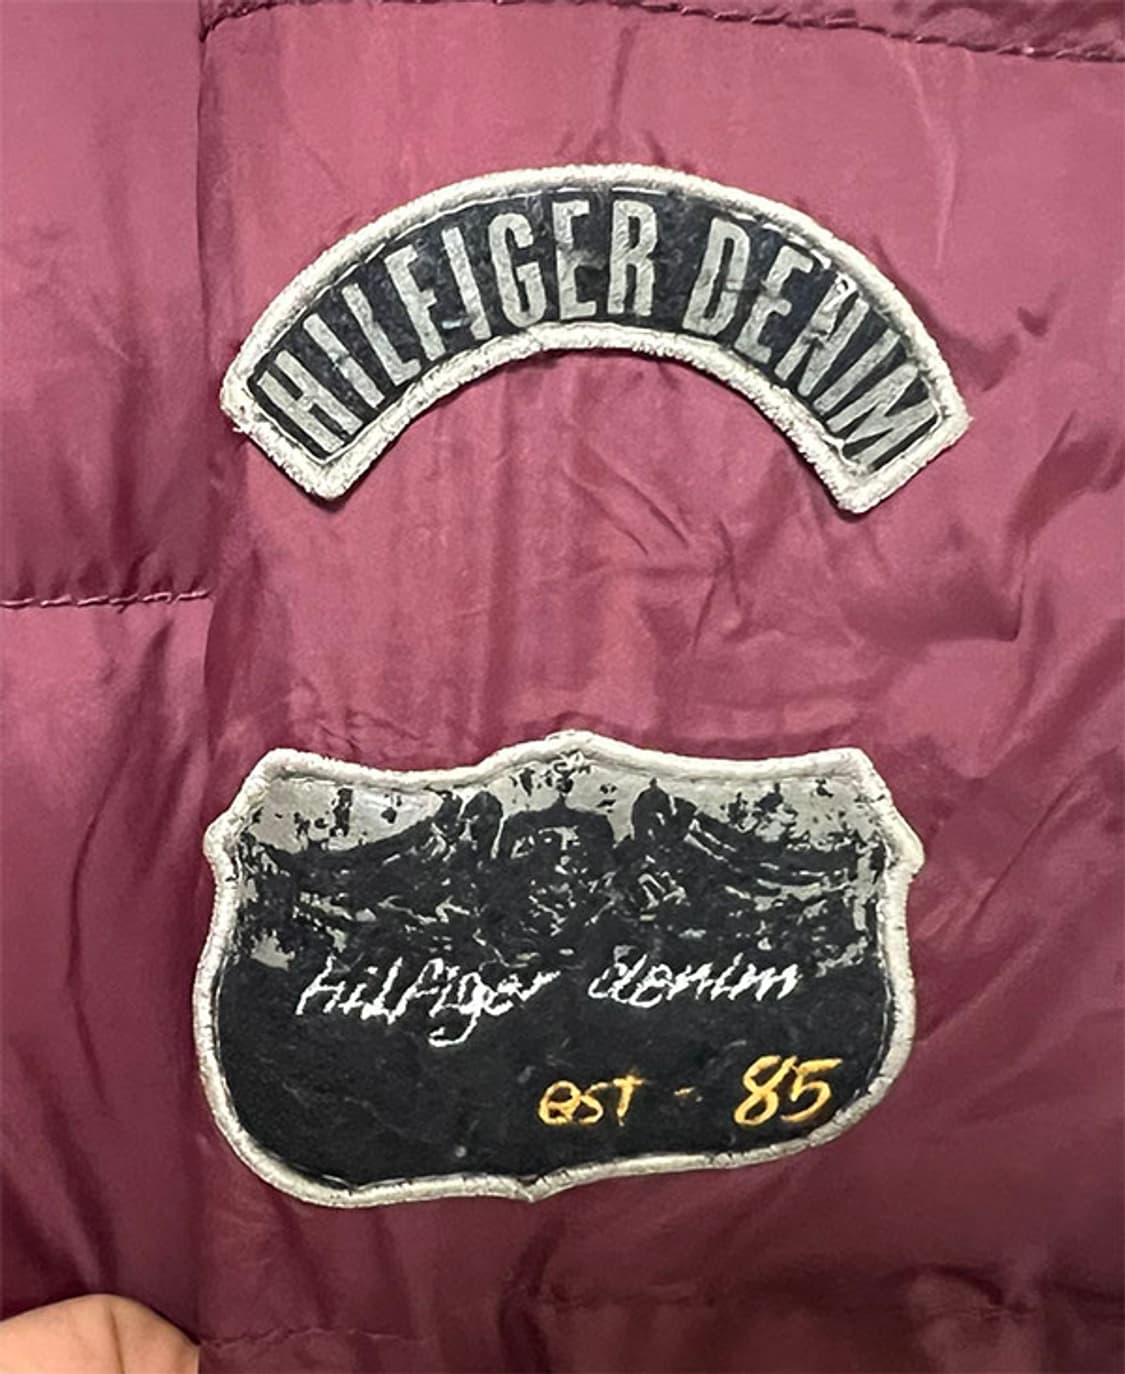 HILFIGER DENIM
hilfiger denim
est - 85